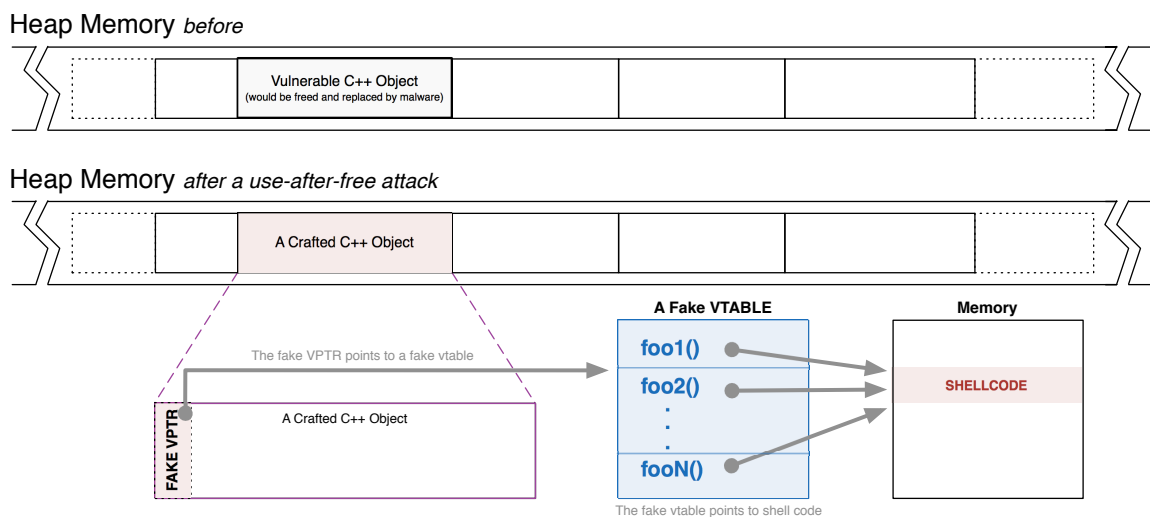 Heap Memory before
Vulnerable C++ Object
(would be freed and replaced by malware)
Heap Memory after a use-after-free attack
A Crafted C++ Object
A Fake VTABLE
Memory
The fake VPTR points to a fake vtable
foo1()
foo2()
.
.
.
fooN()
SHELLCODE
FAKE VPTR
A Crafted C++ Object
The fake vtable points to shell code